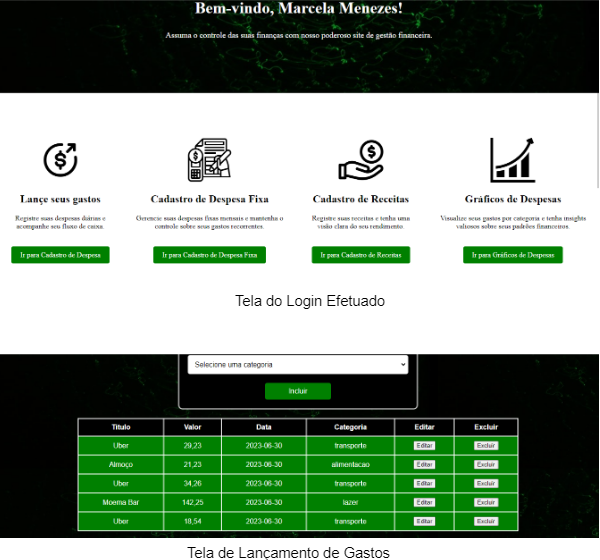 Bem-vindo, Marcela Menezes!
Assuma o controle das suas finanças com nosso poderoso site de gestão financeira.
Lançe seus gastos
Cadastro de Despesa Fixa
Cadastro de Receitas
Gráficos de Despesas
Registre suas despesas diárias e
acompanhe seu fluxo de caixa.
Gerencie suas despesas fixas mensais e mantenha o
controle sobre seus gastos recorrentes.
Registre suas receitas e tenha uma
visão clara do seu rendimento.
Visualize seus gastos por categoria e tenha insights
valiosos sobre seus padrões financeiros.
Ir para Cadastro de Despesa
Ir para Cadastro de Despesa Fixa
Ir para Cadastro de Receitas
Ir para Gráficos de Despesas
Tela do Login Efetuado
Selecione uma categoria
Incluir
Titulo Valor Data Categoria Editar Excluir
Uber 29,23 2023-06-30 transporte Editar Excluir
Almoço 21,23 2023-06-30 alimentacao Editar Excluir
Uber 34,26 2023-06-30 transporte Editar Excluir
Moema Bar 142,25 2023-06-30 lazer Editar Excluir
Uber 18,54 2023-06-30 transporte Editar Excluir
Tela de Lançamento de Gastos